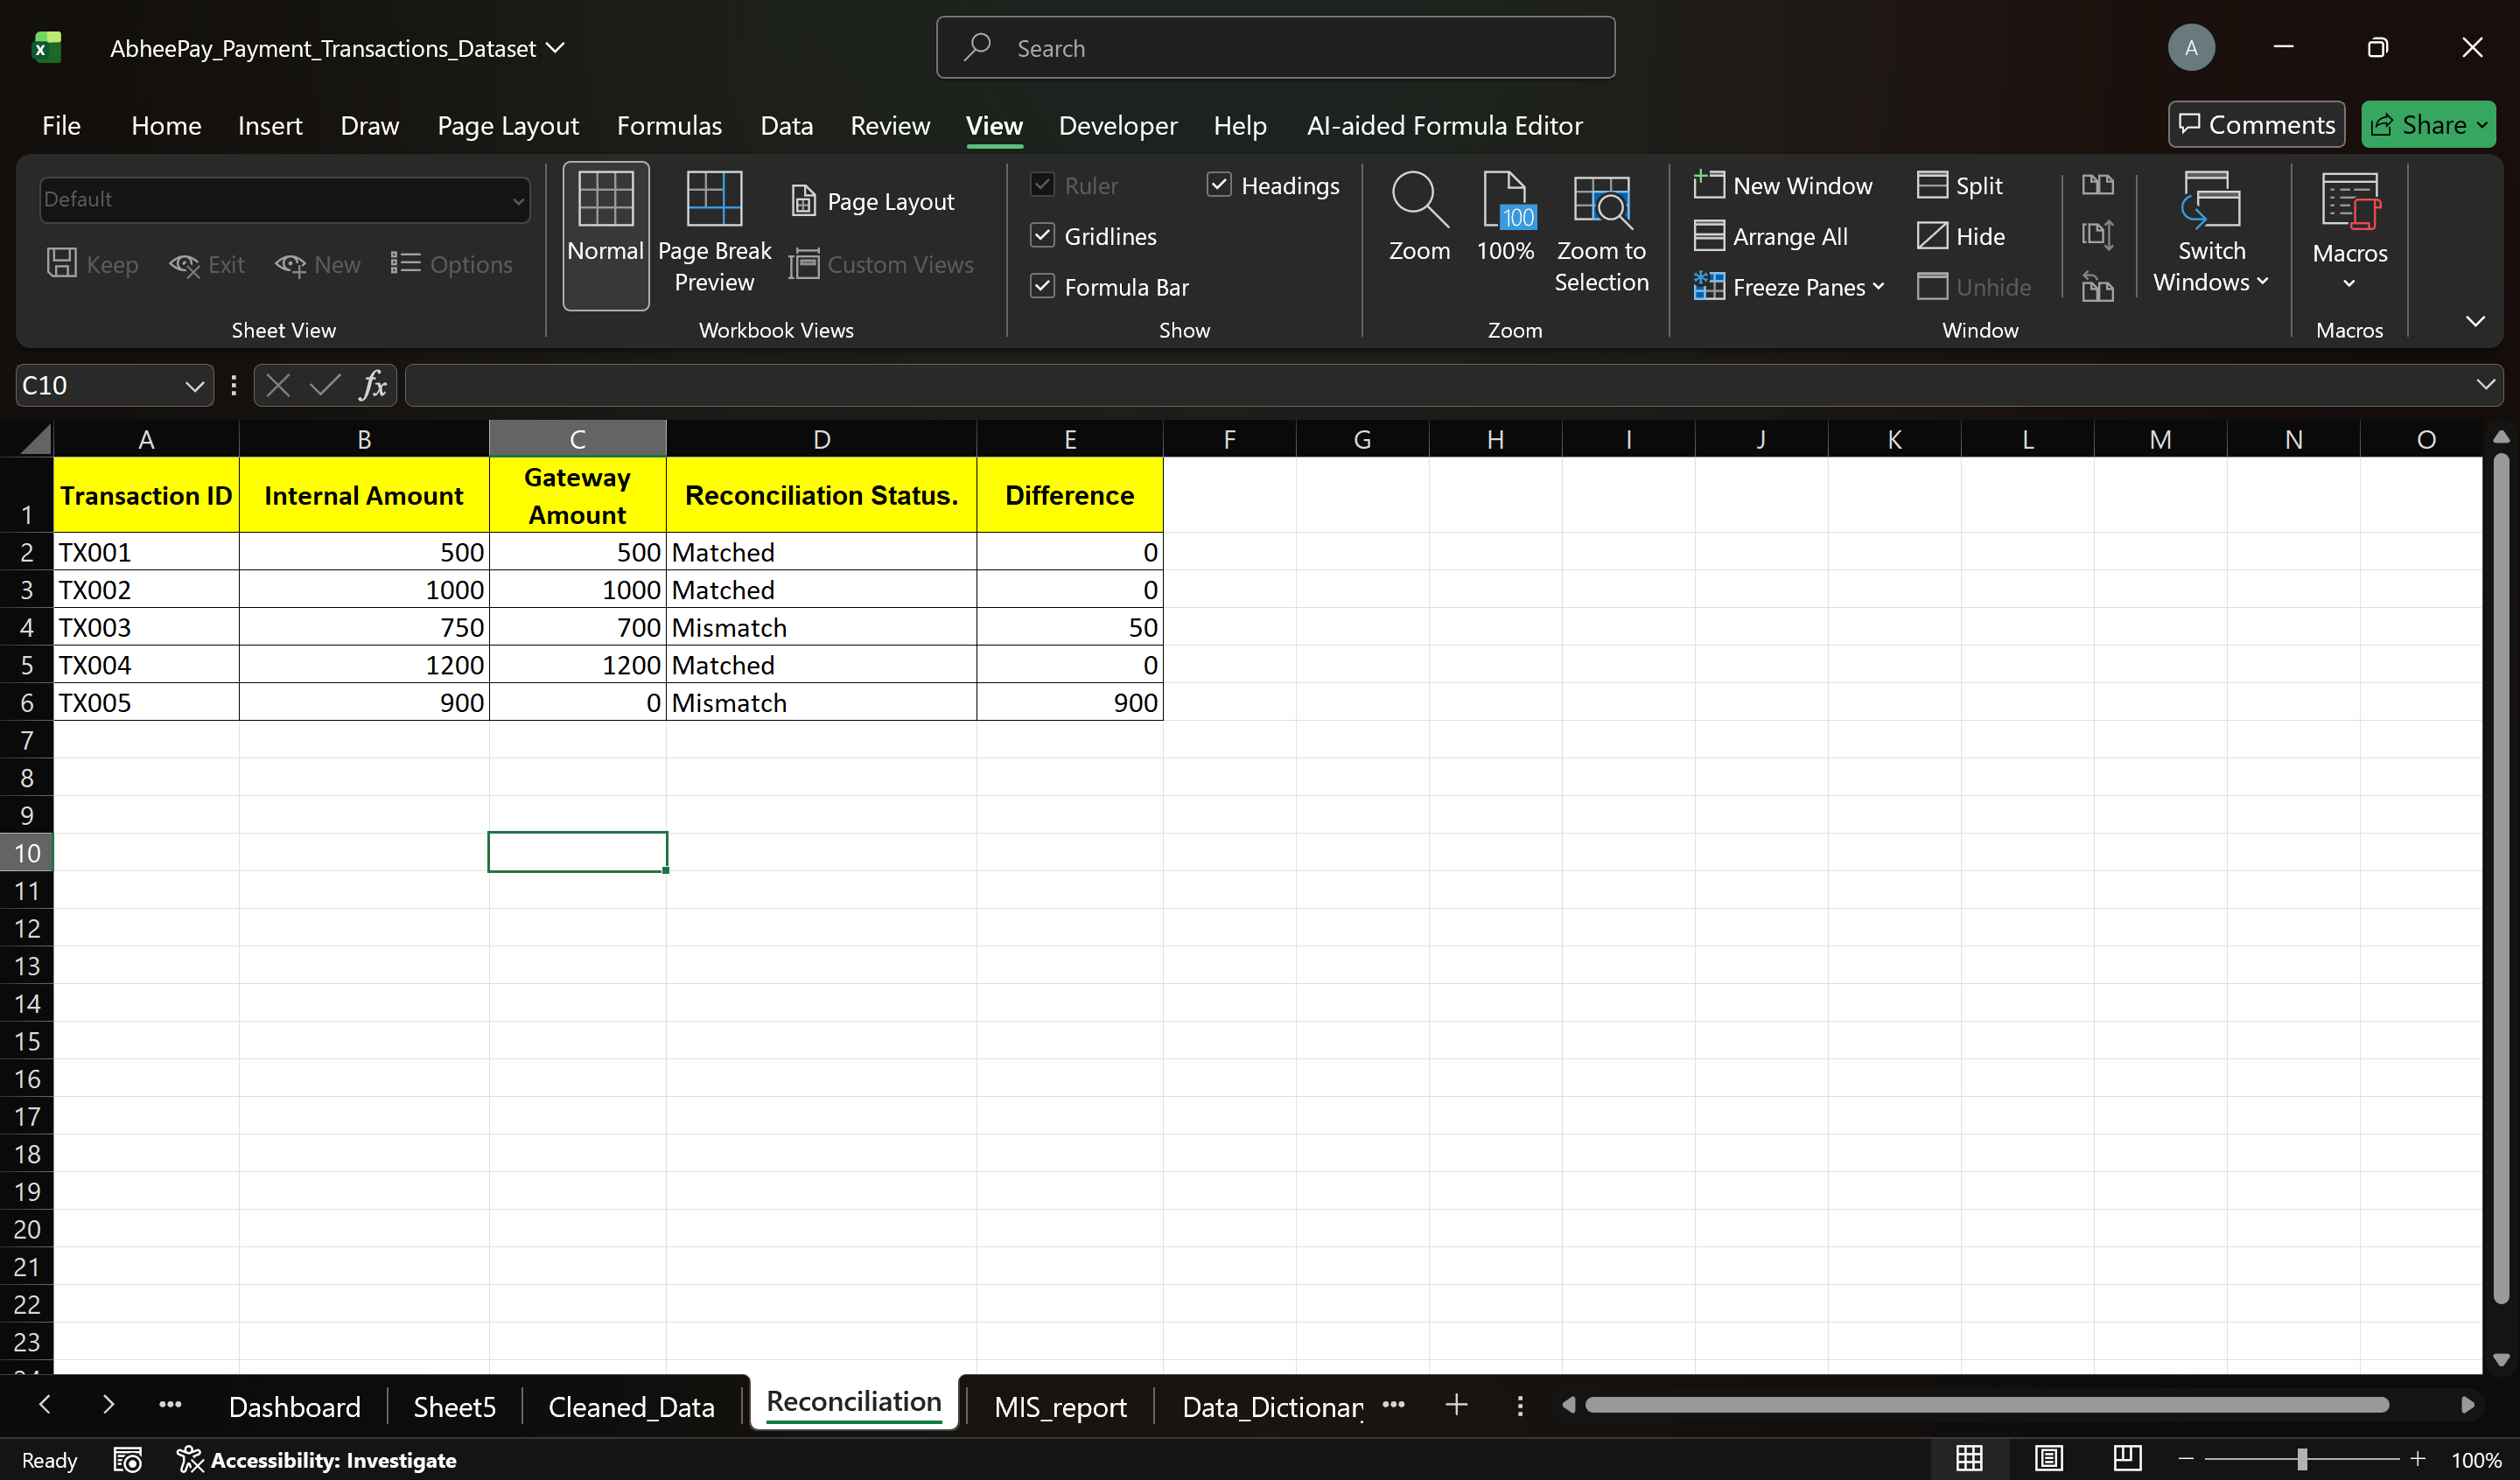 AbheePay_Payment_Transactions_Dataset
Search
A
File Home Insert Draw Page Layout Formulas Data Review View Developer Help AI-aided Formula Editor
Comments Share
Default
Keep Exit New Options
Sheet View
Normal
Page Break
Preview
Page Layout
Custom Views
Workbook Views
Ruler Headings
Gridlines
Formula Bar
Show
Zoom
100
100%
Zoom to
Selection
Zoom
New Window
Arrange All
Freeze Panes
Split
Hide
Unhide
Switch
Windows
Window
Macros
Macros
C10 fx
A B C D E F G H I J K L M N O
1 Transaction ID Internal Amount Gateway Amount Reconciliation Status. Difference
2 TX001 500 500 Matched 0
3 TX002 1000 1000 Matched 0
4 TX003 750 700 Mismatch 50
5 TX004 1200 1200 Matched 0
6 TX005 900 0 Mismatch 900
7
8
9
10
11
12
13
14
15
16
17
18
19
20
21
22
23
Dashboard Sheet5 Cleaned_Data Reconciliation MIS_report Data_Dictionar
Ready Accessibility: Investigate 100%